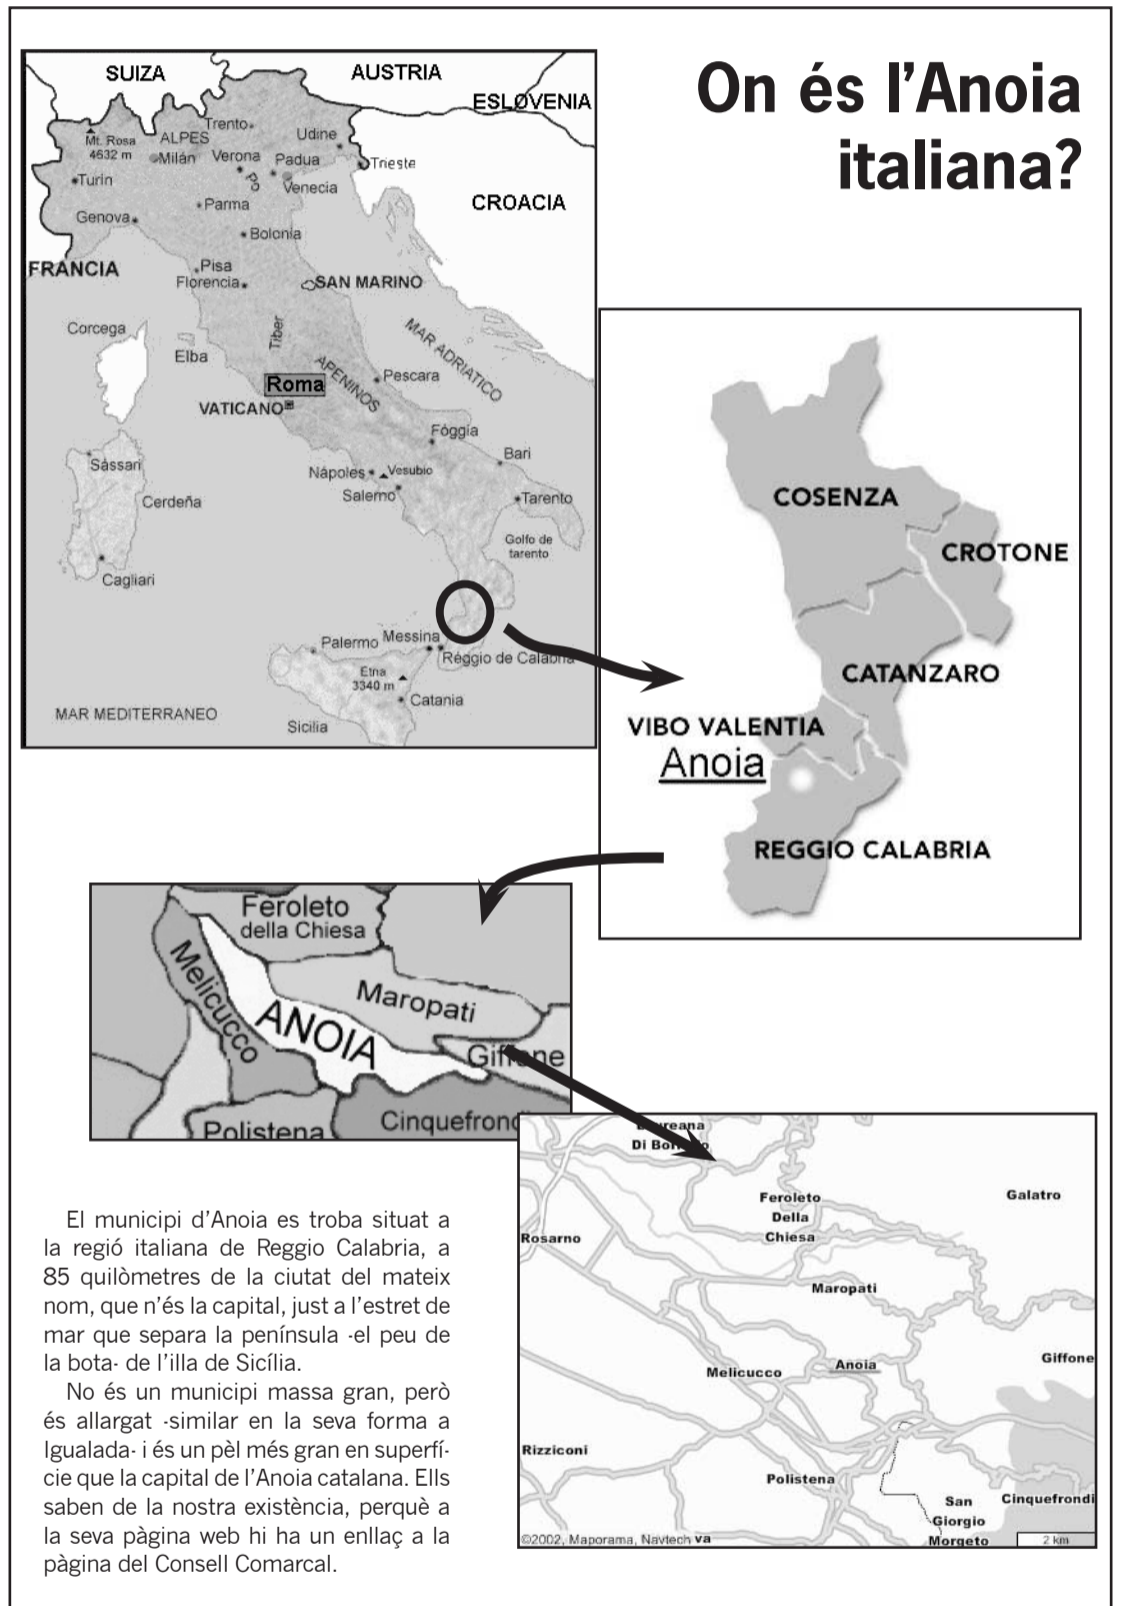 On és l'Anoia
italiana?
SUIZA
AUSTRIA
ESLOVENIA
Trento
Udine
Mt. Rosa
4632 m
ALPES
Milán
Verona
Padua
Trieste
Turín
Po
Venecia
CROACIA
Parma
Genova
Bolonia
FRANCIA
Pisa
Florencia
SAN MARINO
Corcega
Elba
Tiber
MAR ADRIATICO
APENINOS
Pescara
Roma
VATICANO
Fóggia
Bari
Sássari
Nápoles
Vesubio
Salerno
Cerdeña
Tarento
Golfo de
tarento
Cagliari
Palermo
Messina
Réggio de Calabria
Etna
3340 m
Catania
MAR MEDITERRANEO
Sicilia
COSENZA
CROTONE
CATANZARO
VIBO VALENTIA
Anoia
REGGIO CALABRIA
Feroleto
della Chiesa
Melicucco
Maropati
ANOIA
Giffone
Polistena
Cinquefrond
Di
Feroleto
Della
Chiesa
Galatro
Rosarno
Maropati
Melicucco
Anoia
Giffone
Rizziconi
Polistena
San
Giorgio
Morgeto
Cinquefrondi
©2002, Maporama, Navtech va
2 km
El municipi d'Anoia es troba situat a
la regió italiana de Reggio Calabria, a
85 quilòmetres de la ciutat del mateix
nom, que n'és la capital, just a l'estret de
mar que separa la península -el peu de
la bota- de l'illa de Sicília.
No és un municipi massa gran, però
és allargat -similar en la seva forma a
Igualada- i és un pèl més gran en superfí-
cie que la capital de l'Anoia catalana. Ells
saben de la nostra existència, perquè a
la seva pàgina web hi ha un enllaç a la
pàgina del Consell Comarcal.